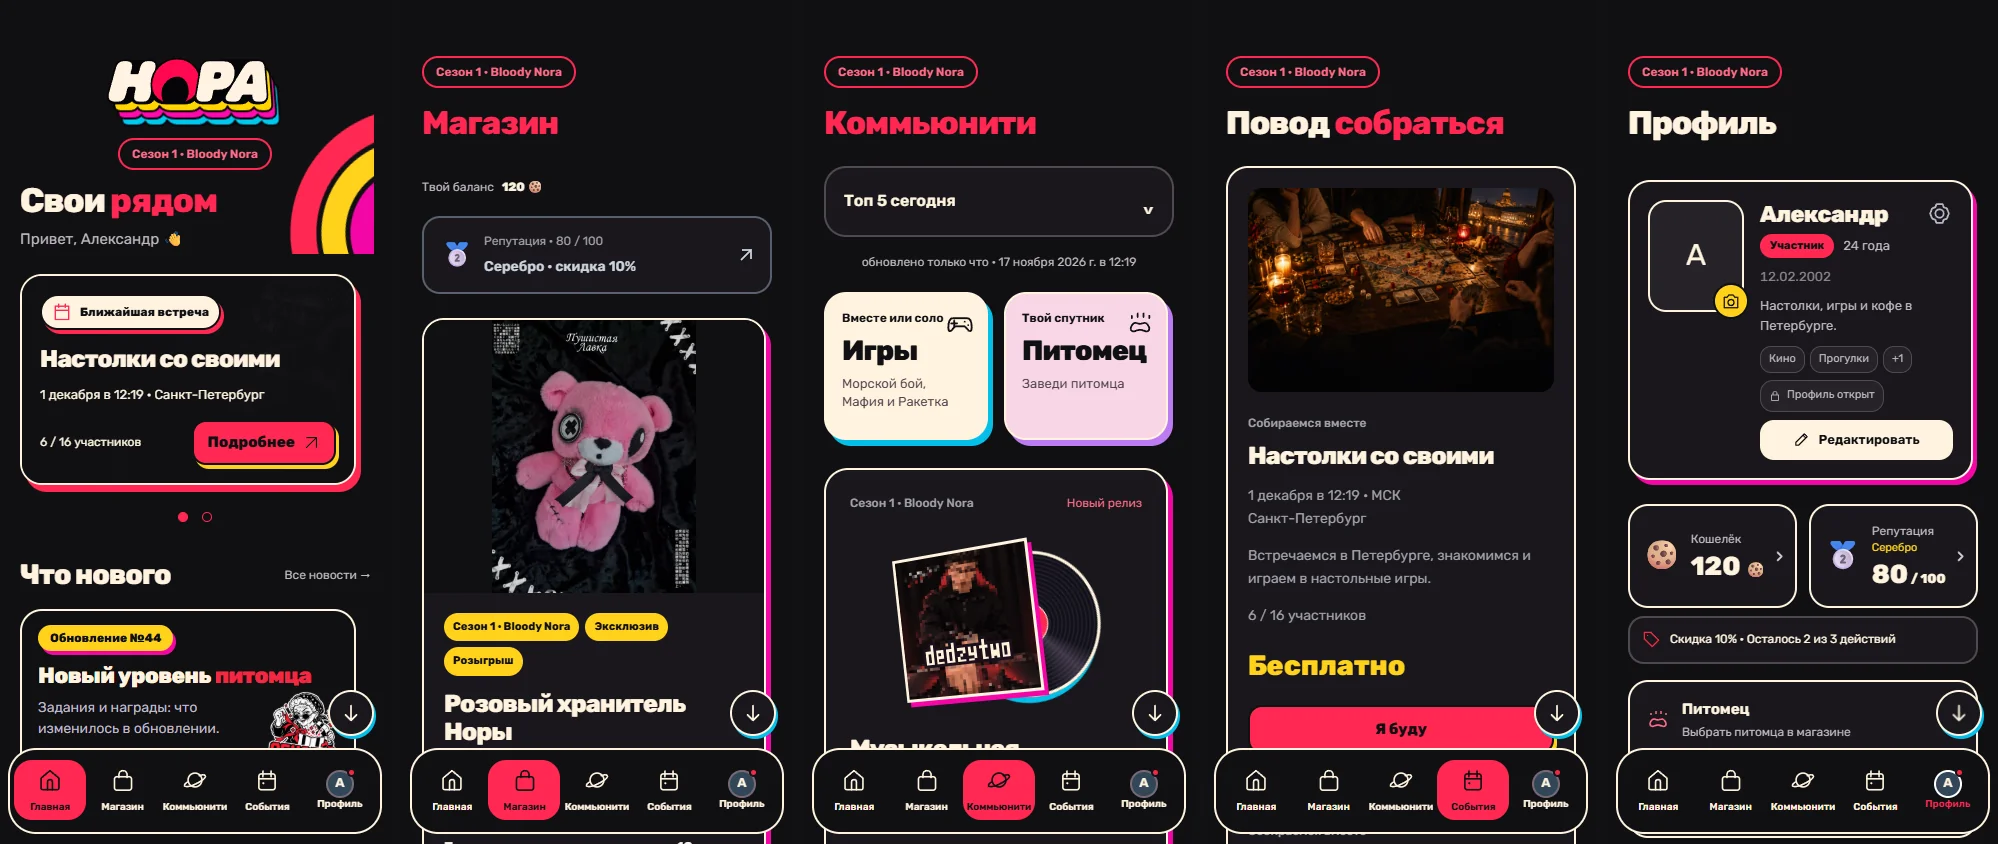 НОРА
Сезон 1 • Bloody Nora
Свои рядом
Привет, Александр
Ближайшая встреча
Настолки со своими
1 декабря в 12:19 • Санкт-Петербург
6 / 16 участников
Подробнее
Что нового
Все новости →
Обновление №44
Новый уровень питомца
Задания и награды: что
изменилось в обновлении.
Главная
Магазин
Коммьюнити
События
А
Профиль
Сезон 1 • Bloody Nora
Магазин
Твой баланс 120
2
Репутация • 80 / 100
Серебро • скидка 10%
Пушистая
Лавка
Сезон 1 • Bloody Nora
Эксклюзив
Розыгрыш
Розовый хранитель
Норы
Главная
Магазин
Коммьюнити
События
А
Профиль
Сезон 1 • Bloody Nora
Коммьюнити
Топ 5 сегодня
обновлено только что • 17 ноября 2026 г. в 12:19
Вместе или соло
Игры
Морской бой,
Мафия и Ракетка
Твой спутник
Питомец
Заведи питомца
Сезон 1 • Bloody Nora
Новый релиз
dedzytwo
Музыкальная
Главная
Магазин
Коммьюнити
События
А
Профиль
Сезон 1 • Bloody Nora
Повод собраться
Собираемся вместе
Настолки со своими
1 декабря в 12:19 • МСК
Санкт-Петербург
Встречаемся в Петербурге, знакомимся и
играем в настольные игры.
6 / 16 участников
Бесплатно
Я буду
Главная
Магазин
Коммьюнити
События
А
Профиль
Сезон 1 • Bloody Nora
Профиль
А
Александр
Участник
24 года
12.02.2002
Настолки, игры и кофе в
Петербурге.
Кино
Прогулки
+1
Профиль открыт
Редактировать
Кошелёк
120
2
Репутация
Серебро
80 / 100
Скидка 10% • Осталось 2 из 3 действий
Питомец
Выбрать питомца в магазине
Главная
Магазин
Коммьюнити
События
А
Профиль